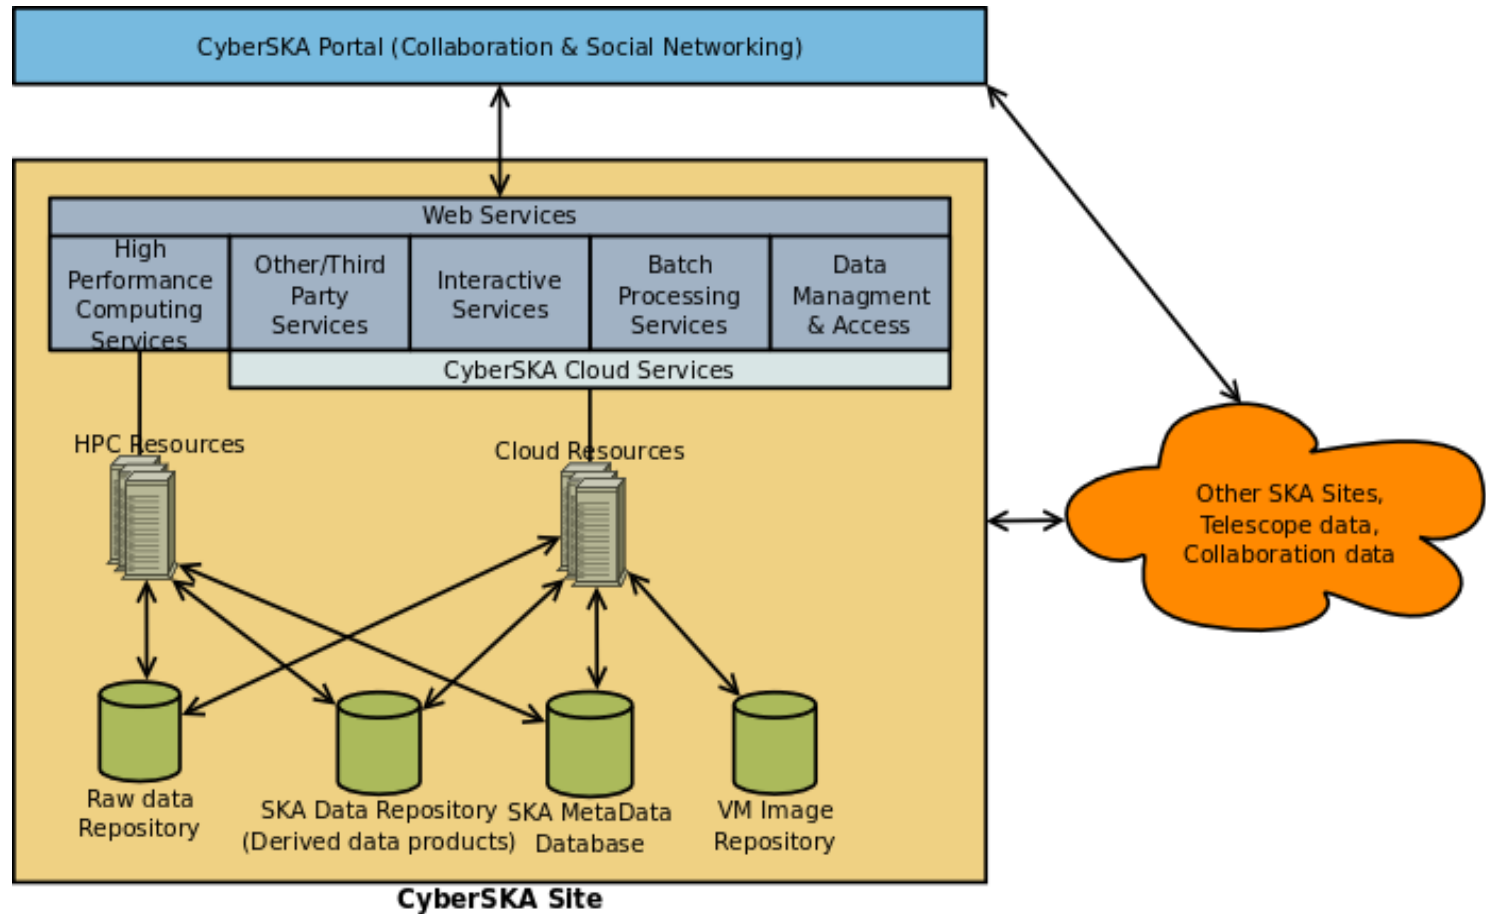 CyberSKA Portal (Collaboration & Social Networking)
Web Services
High
Performance
Computing
Services
Other/Third
Party
Services
Interactive
Services
Batch
Processing
Services
Data
Managment
& Access
CyberSKA Cloud Services
HPC Resources
Cloud Resources
Other SKA Sites,
Telescope data,
Collaboration data
Raw data
Repository
SKA Data Repository
(Derived data products)
SKA MetaData
Database
VM Image
Repository
CyberSKA Site